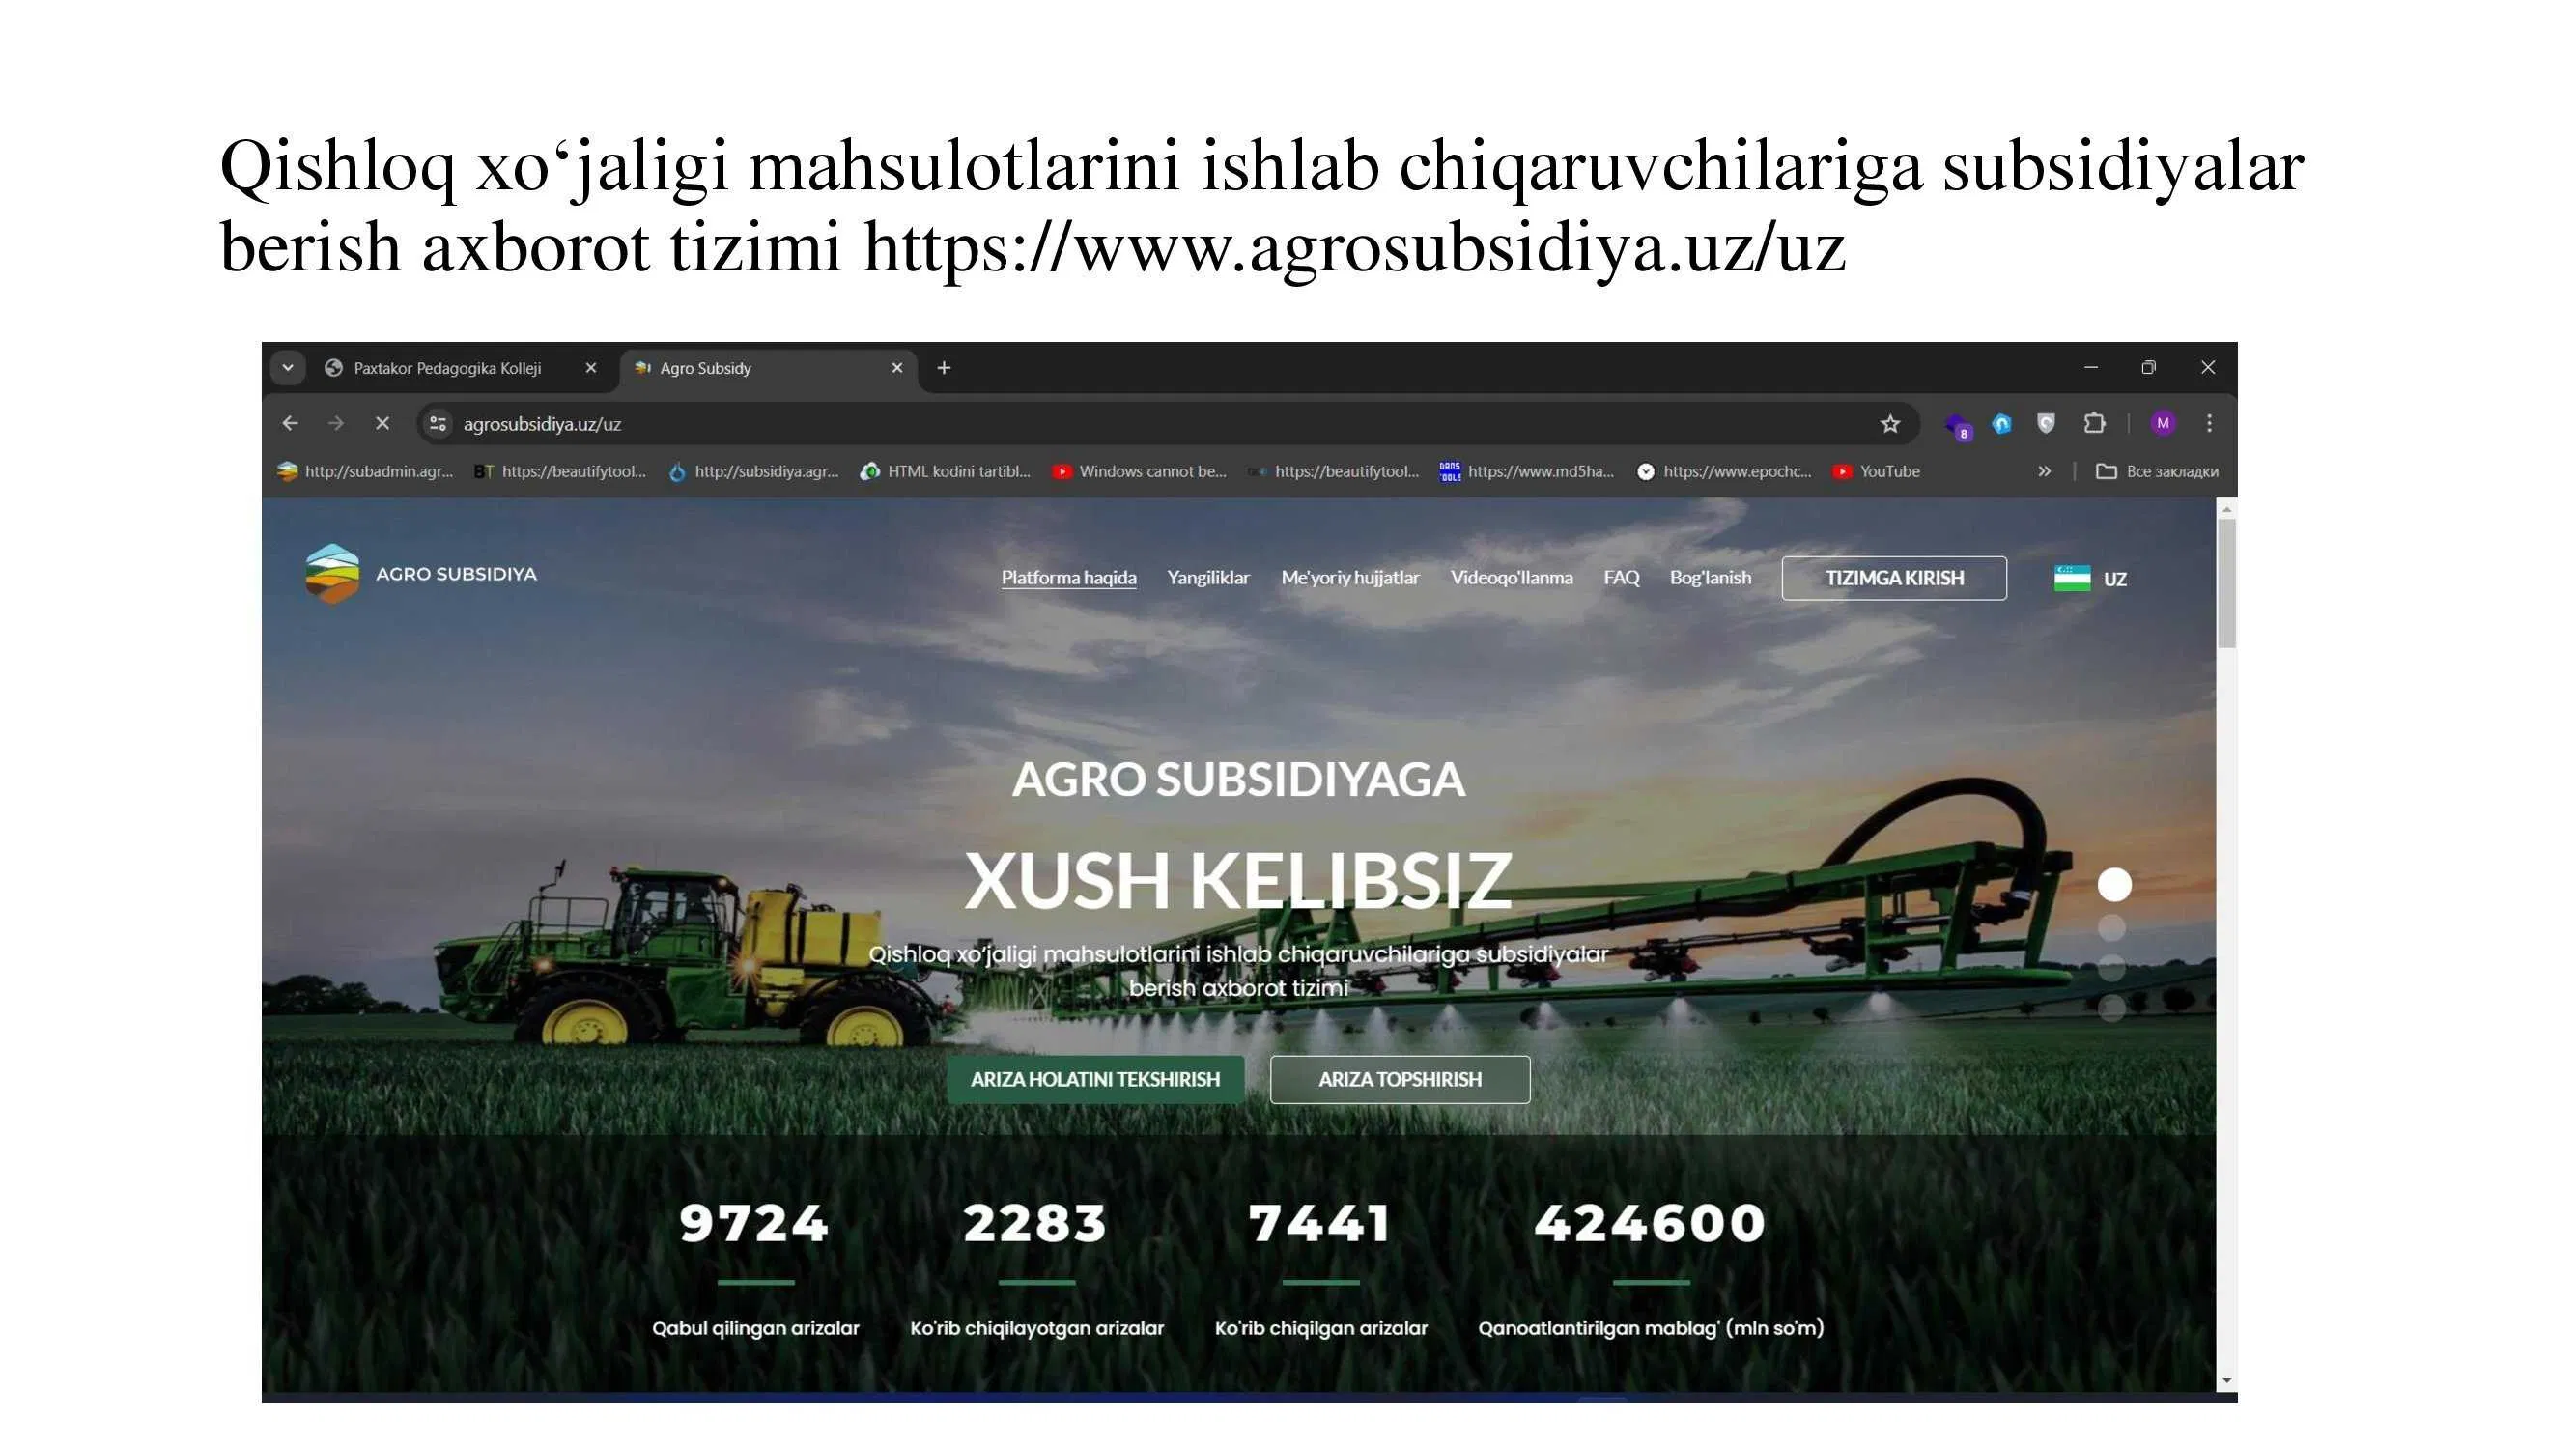 Qishloq xo‘jaligi mahsulotlarini ishlab chiqaruvchilariga subsidiyalar
berish axborot tizimi https://www.agrosubsidiya.uz/uz
Paxtakor Pedagogika Kolleji
Agro Subsidy
agrosubsidiya.uz/uz
8
M
http://subadmin.agr...
BT https://beautifytool...
http://subsidiya.agr...
HTML kodini tartibl...
Windows cannot be...
https://beautifytool...
https://www.md5ha...
https://www.epochc...
YouTube
»
Все закладки
AGRO SUBSIDIYA
Platforma haqida
Yangiliklar
Me'yoriy hujjatlar
Videoqo'llanma
FAQ
Bog'lanish
TIZIMGA KIRISH
UZ
AGRO SUBSIDIYAGA
XUSH KELIBSIZ
Qishloq xo‘jaligi mahsulotlarini ishlab chiqaruvchilariga subsidiyalar
berish axborot tizimi
ARIZA HOLATINI TEKSHIRISH
ARIZA TOPSHIRISH
9724
2283
7441
424600
Qabul qilingan arizalar
Ko'rib chiqilayotgan arizalar
Ko'rib chiqilgan arizalar
Qanoatlantirilgan mablag' (mln so'm)